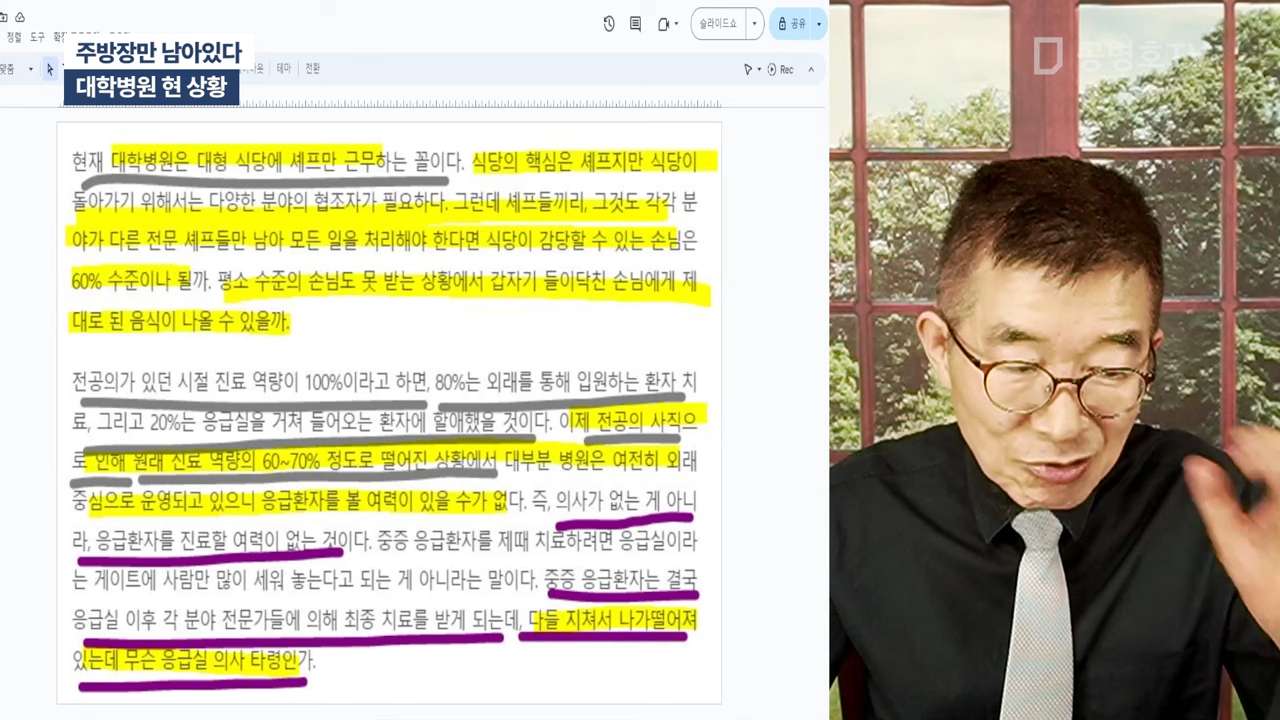 정렬 도구
주방장만 남아있다
대학병원 현 상황
테마 전환
슬라이드쇼
공유
Rec
공병호TV
현재 대학병원은 대형 식당에 셰프만 근무하는 꼴이다. 식당의 핵심은 셰프지만 식당이
돌아가기 위해서는 다양한 분야의 협조자가 필요하다. 그런데 셰프들끼리, 그것도 각각 분
야가 다른 전문 셰프들만 남아 모든 일을 처리해야 한다면 식당이 감당할 수 있는 손님은
60% 수준이나 될까. 평소 수준의 손님도 못 받는 상황에서 갑자기 들이닥친 손님에게 제
대로 된 음식이 나올 수 있을까.
전공의가 있던 시절 진료 역량이 100%이라고 하면, 80%는 외래를 통해 입원하는 환자 치
료, 그리고 20%는 응급실을 거쳐 들어오는 환자에 할애했을 것이다. 이제 전공의 사직으
로 인해 원래 진료 역량의 60~70% 정도로 떨어진 상황에서 대부분 병원은 여전히 외래
중심으로 운영되고 있으니 응급환자를 볼 여력이 있을 수가 없다. 즉, 의사가 없는 게 아니
라, 응급환자를 진료할 여력이 없는 것이다. 중증 응급환자를 제때 치료하려면 응급실이라
는 게이트에 사람만 많이 세워 놓는다고 되는 게 아니라는 말이다. 중증 응급환자는 결국
응급실 이후 각 분야 전문가들에 의해 최종 치료를 받게 되는데, 다들 지쳐서 나가떨어져
있는데 무슨 응급실 의사 타령인가.